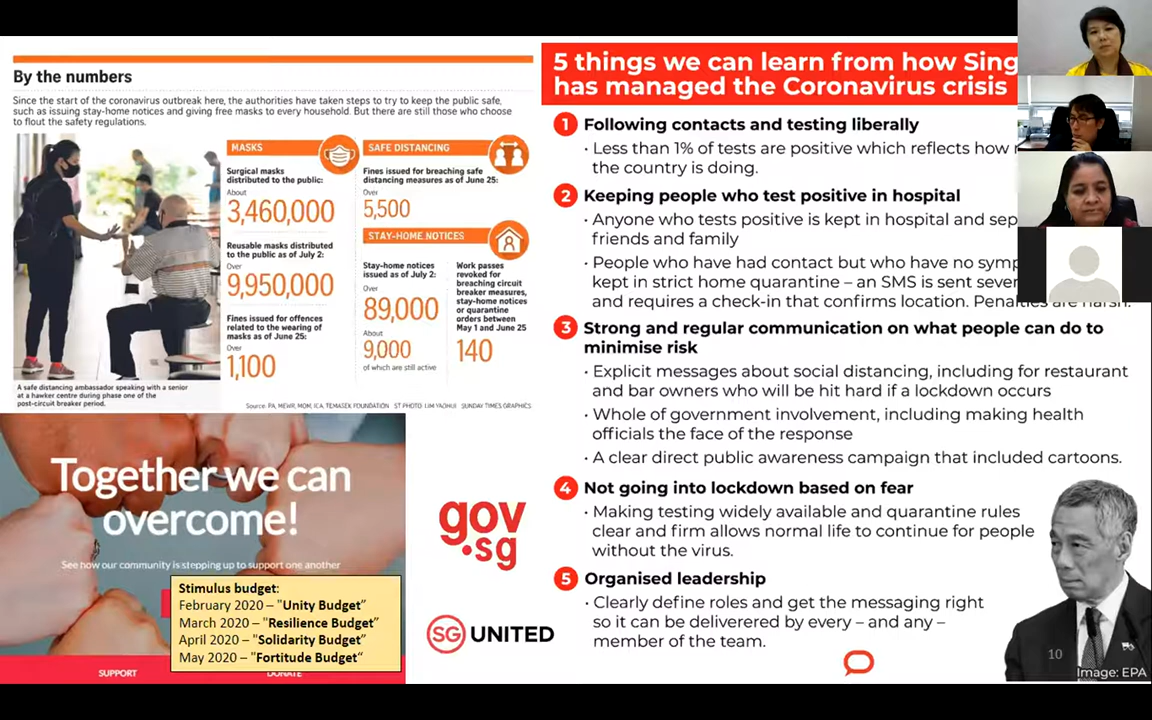 By the numbers
Since the start of the coronavirus outbreak here, the authorities have taken steps to try to keep the public safe,
such as issuing stay-home notices and giving free masks to every household. But there are still those who choose
to flout the safety regulations.
MASKS
Surgical masks
distributed to the public:
About
3,460,000
Reusable masks distributed
to the public as of July 2:
Over
9,950,000
Fines issued for offences
related to the wearing of
masks as of June 25:
Over
1,100
SAFE DISTANCING
Fines issued for breaching safe
distancing measures as of June 25:
Over
5,500
STAY-HOME NOTICES
Stay-home notices
issued as of July 2:
Over
89,000
About
9,000
of which are still active
Work passes
revoked for
breaching circuit
breaker measures,
stay-home notices
or quarantine
orders between
May 1 and June 25
140
A safe distancing ambassador speaking with a senior
at a hawker centre during phase one of the
post-circuit breaker period.
Source: PA, MEWR, MOM, ICA, TEMASEK FOUNDATION ST PHOTO: LIM YAOHUI SUNDAY TIMES GRAPHICS
Together we can
overcome!
See how our community is stepping up to support one another
Stimulus budget:
February 2020 – "Unity Budget"
March 2020 – "Resilience Budget"
April 2020 – "Solidarity Budget"
May 2020 – "Fortitude Budget"
SUPPORT
DONATE
gov
.sg
SG UNITED
5 things we can learn from how Sing
has managed the Coronavirus crisis
1 Following contacts and testing liberally
· Less than 1% of tests are positive which reflects how
the country is doing.
2 Keeping people who test positive in hospital
· Anyone who tests positive is kept in hospital and sep
friends and family
· People who have had contact but who have no symp
kept in strict home quarantine – an SMS is sent sever
and requires a check-in that confirms location. Penalties are harsh.
3 Strong and regular communication on what people can do to
minimise risk
· Explicit messages about social distancing, including for restaurant
and bar owners who will be hit hard if a lockdown occurs
· Whole of government involvement, including making health
officials the face of the response
· A clear direct public awareness campaign that included cartoons.
4 Not going into lockdown based on fear
· Making testing widely available and quarantine rules
clear and firm allows normal life to continue for people
without the virus.
5 Organised leadership
· Clearly define roles and get the messaging right
so it can be deliverered by every – and any –
member of the team.
10
Image: EPA